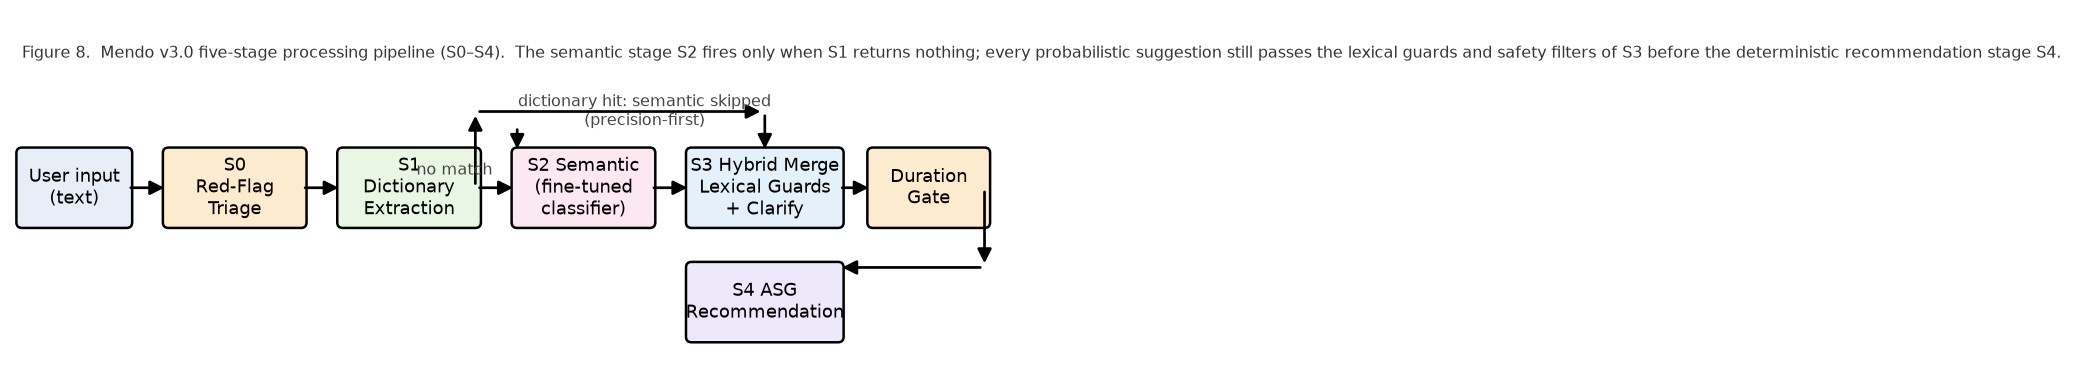 Figure 8.  Mendo v3.0 five-stage processing pipeline (S0–S4).  The semantic stage S2 fires only when S1 returns nothing; every probabilistic suggestion still passes the lexical guards and safety filters of S3 before the deterministic recommendation stage S4.
dictionary hit: semantic skipped
(precision-first)
User input
(text)
S0
Red-Flag
Triage
S1
Dictionary
Extraction
no match
S2 Semantic
(fine-tuned
classifier)
S3 Hybrid Merge
Lexical Guards
+ Clarify
Duration
Gate
S4 ASG
Recommendation